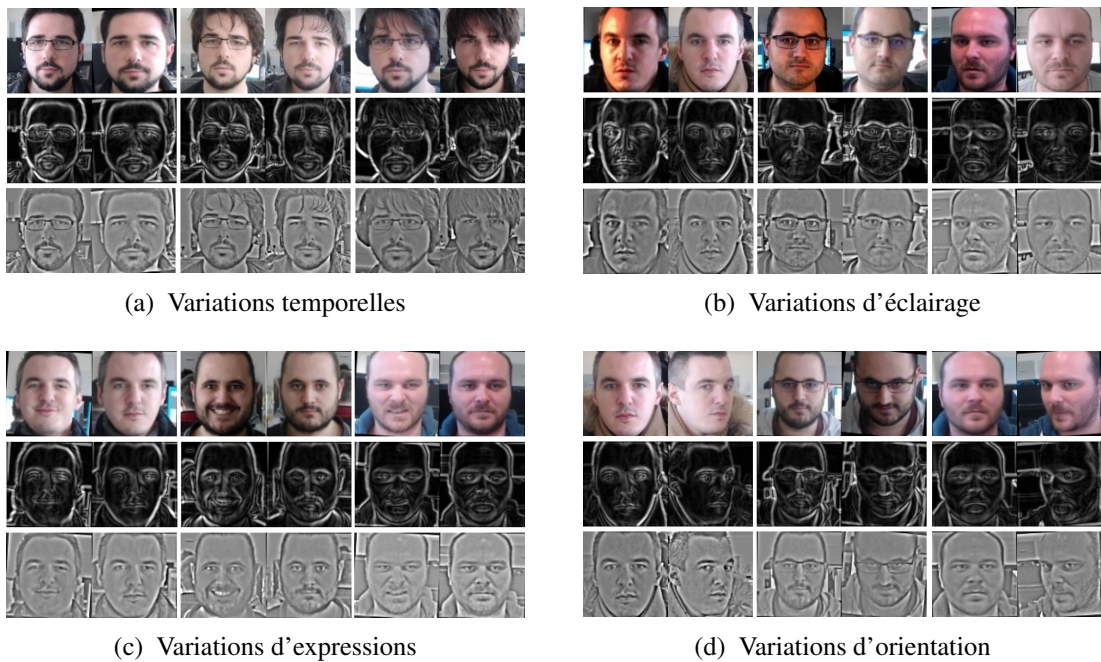 (a) Variations temporelles
(b) Variations d'éclairage
(c) Variations d'expressions
(d) Variations d'orientation